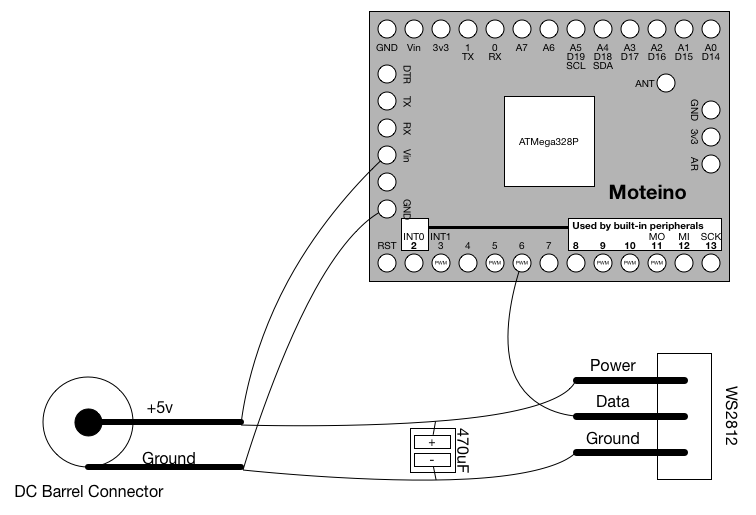 GND Vin 3v3 1 0 A7 A6 A5 A4 A3 A2 A1 A0
TX RX D19 D18 D17 D16 D15 D14
SCL SDA
DTR
ANT
TX
GND
RX
3v3
ATMega328P
Vin
AR
Moteino
GND
Used by built-in peripherals
INT0 INT1 MO MI SCK
RST 2 3 4 5 6 7 8 9 10 11 12 13
PWM PWM PWM PWM PWM PWM
Power
+5v
Data
WS2812
Ground
+
470uF
-
Ground
DC Barrel Connector